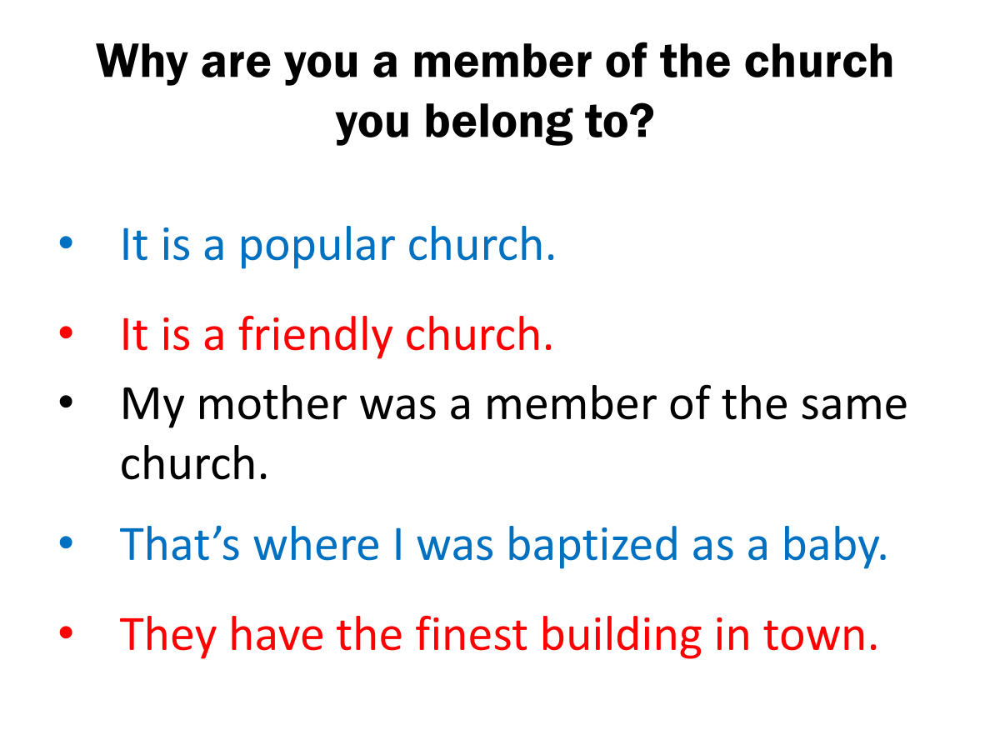 Why are you a member of the church
you belong to?
• It is a popular church.
• It is a friendly church.
• My mother was a member of the same
church.
• That’s where I was baptized as a baby.
• They have the finest building in town.